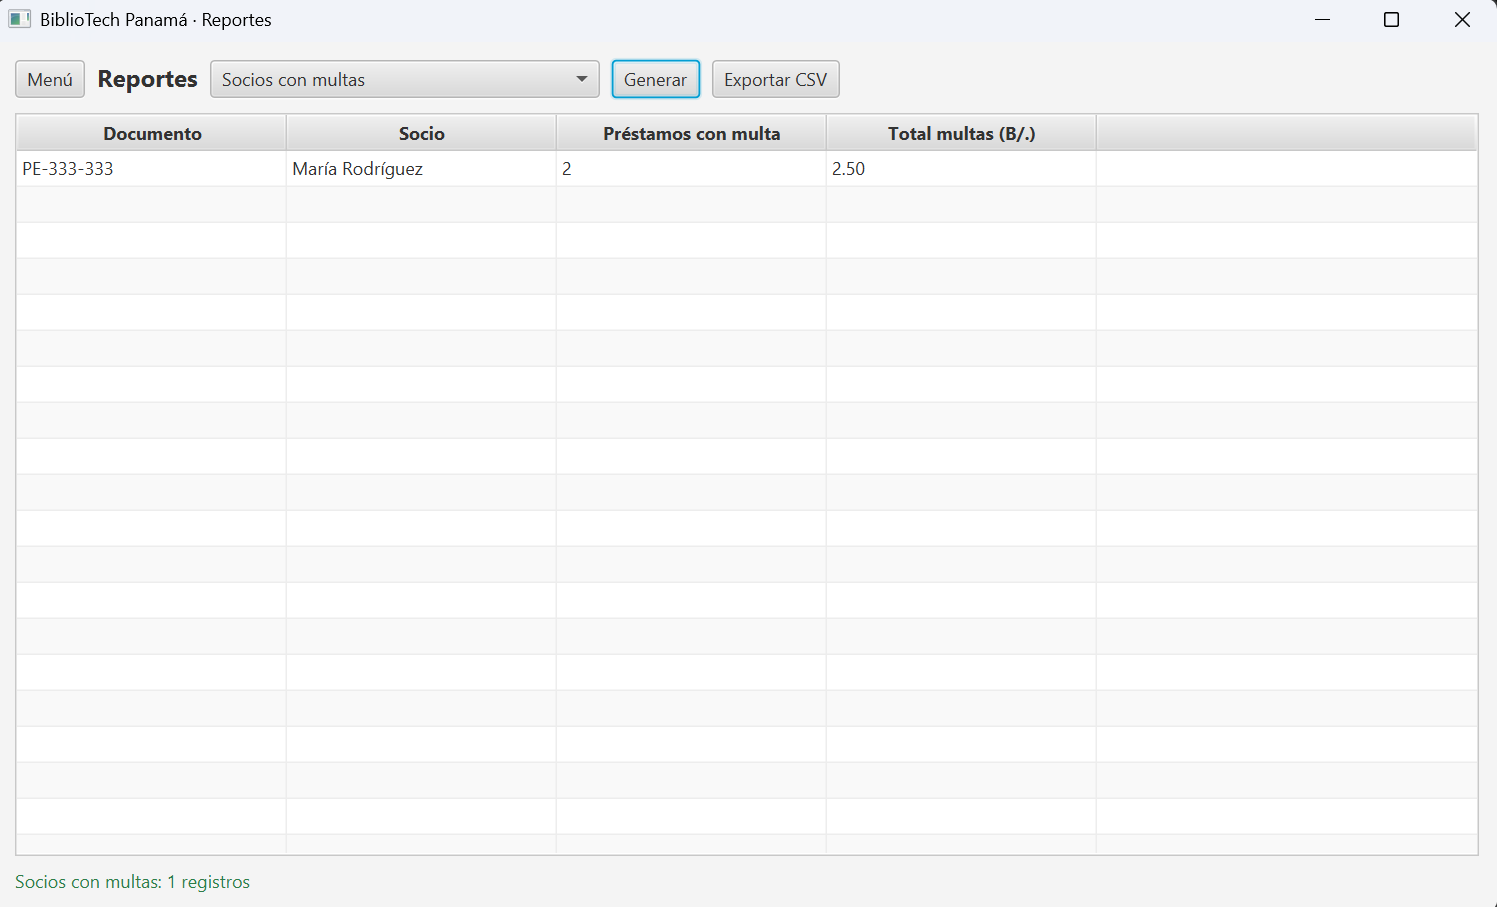 BiblioTech Panamá · Reportes
Menú Reportes Socios con multas Generar Exportar CSV
Documento Socio Préstamos con multa Total multas (B/.)
PE-333-333 María Rodríguez 2 2.50
Socios con multas: 1 registros